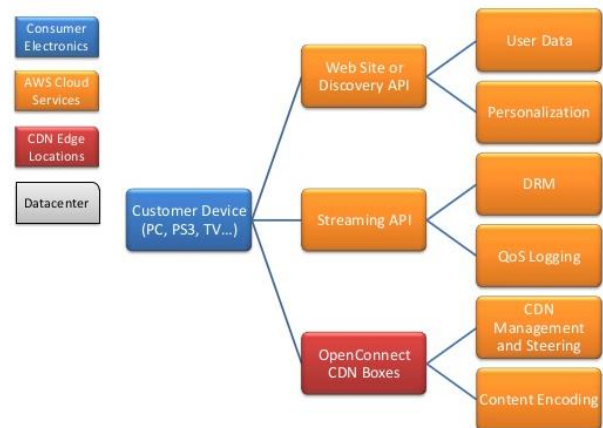 Consumer
Electronics
AWS Cloud
Services
CDN Edge
Locations
Datacenter
Customer Device
(PC, PS3, TV...)
Web Site or
Discovery API
User Data
Personalization
Streaming API
DRM
QoS Logging
OpenConnect
CDN Boxes
CDN
Management
and Steering
Content Encoding